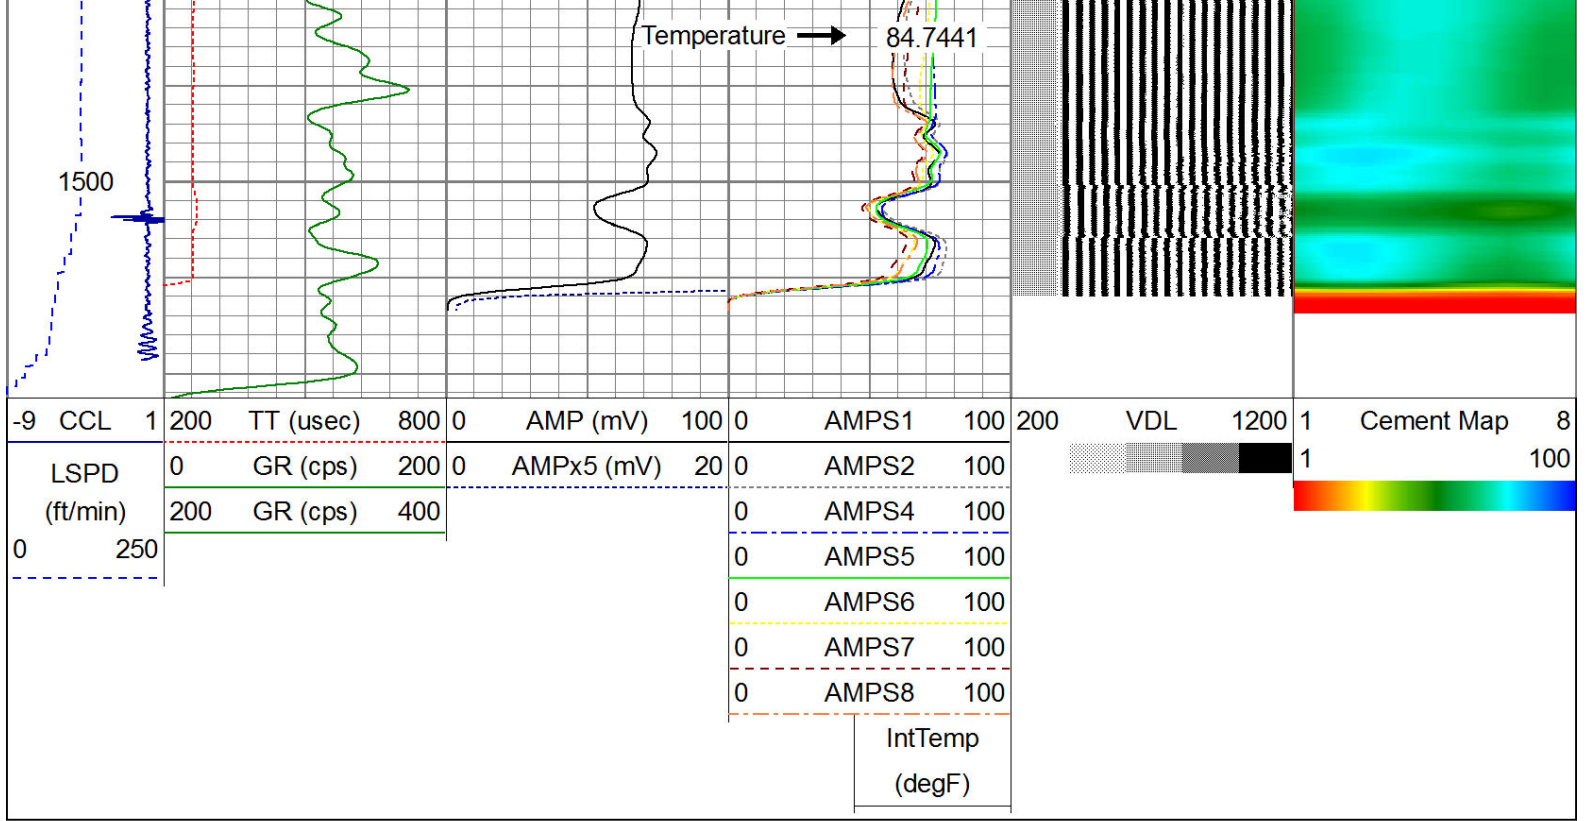 Temperature 84.7441
1500
-9 CCL 1
200 TT (usec) 800
0 AMP (mV) 100
0 AMPS1 100
200 VDL 1200
1 Cement Map 8
LSPD
(ft/min)
0 250
0 GR (cps) 200
200 GR (cps) 400
0 AMPx5 (mV) 20
0 AMPS2 100
0 AMPS4 100
0 AMPS5 100
0 AMPS6 100
0 AMPS7 100
0 AMPS8 100
IntTemp
(degF)
1 100